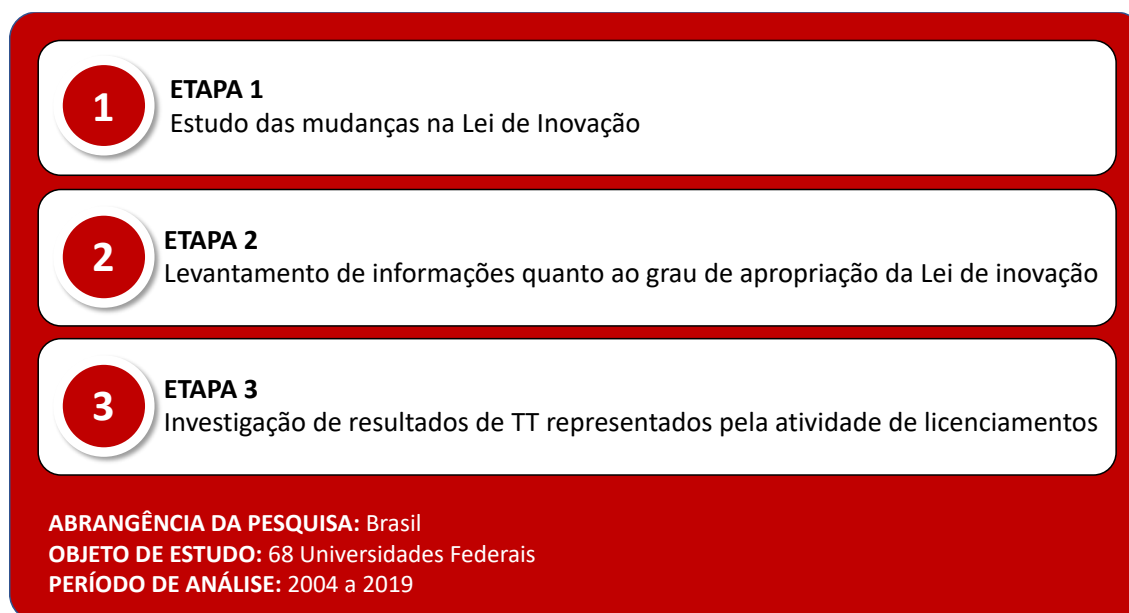 1
ETAPA 1
Estudo das mudanças na Lei de Inovação
2
ETAPA 2
Levantamento de informações quanto ao grau de apropriação da Lei de inovação
3
ETAPA 3
Investigação de resultados de TT representados pela atividade de licenciamentos
ABRANGÊNCIA DA PESQUISA: Brasil
OBJETO DE ESTUDO: 68 Universidades Federais
PERÍODO DE ANÁLISE: 2004 a 2019